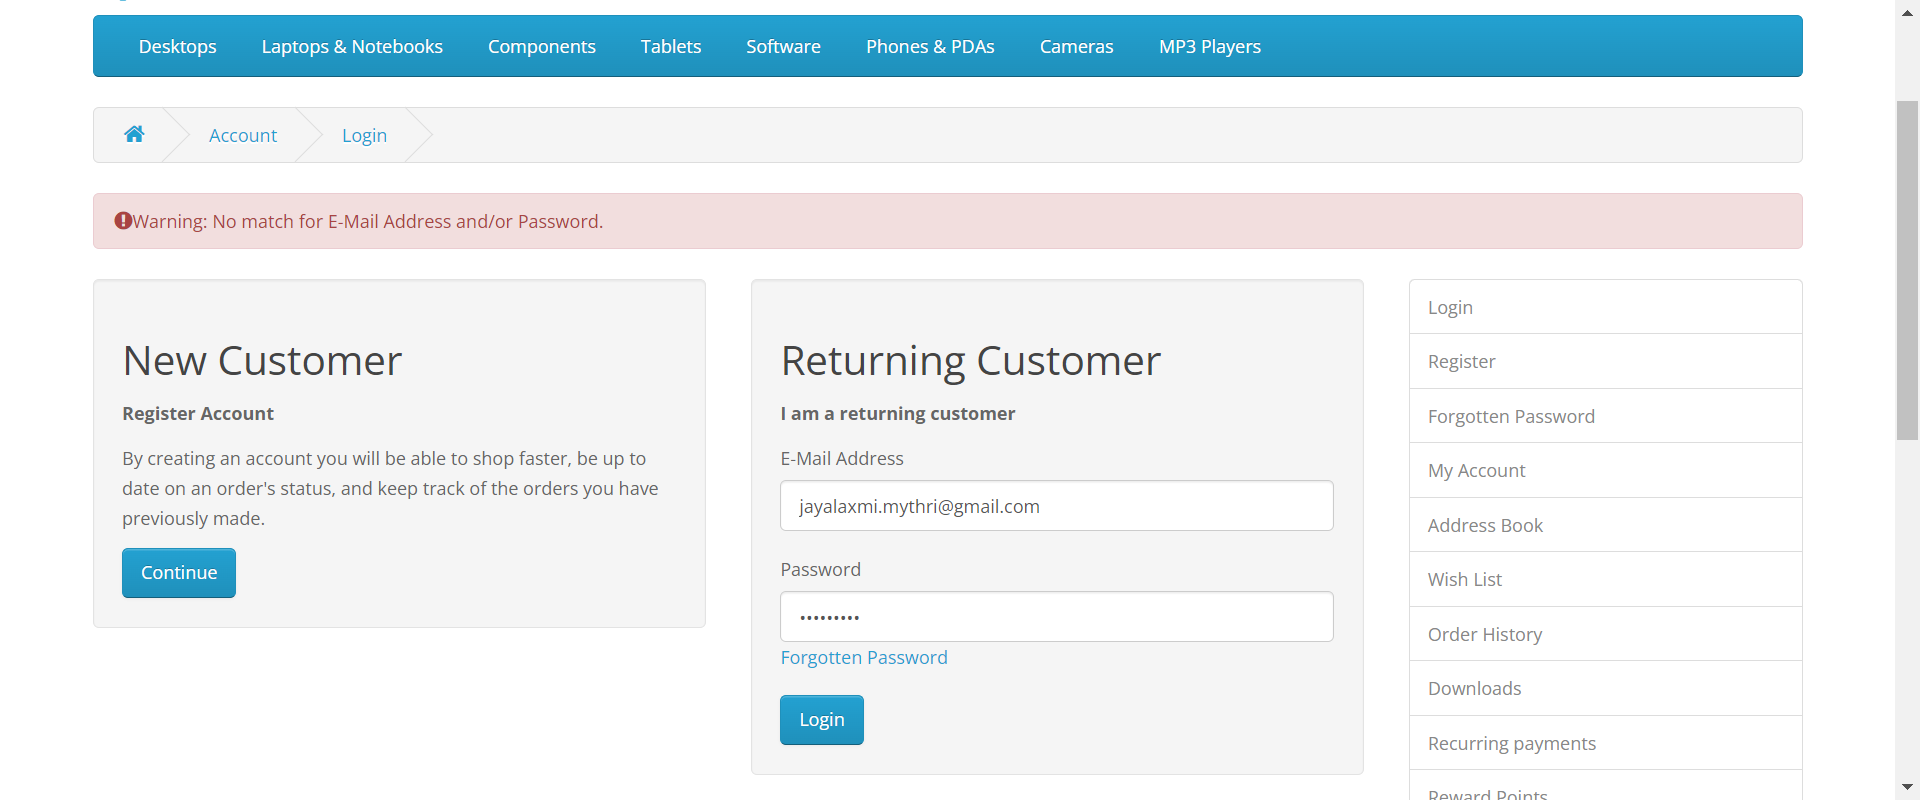 Desktops Laptops & Notebooks Components Tablets Software Phones & PDAs Cameras MP3 Players
Account Login
Warning: No match for E-Mail Address and/or Password.
New Customer
Register Account
By creating an account you will be able to shop faster, be up to
date on an order's status, and keep track of the orders you have
previously made.
Continue
Returning Customer
I am a returning customer
E-Mail Address
jayalaxmi.mythri@gmail.com
Password
•••••••••
Forgotten Password
Login
Login
Register
Forgotten Password
My Account
Address Book
Wish List
Order History
Downloads
Recurring payments
Reward Points